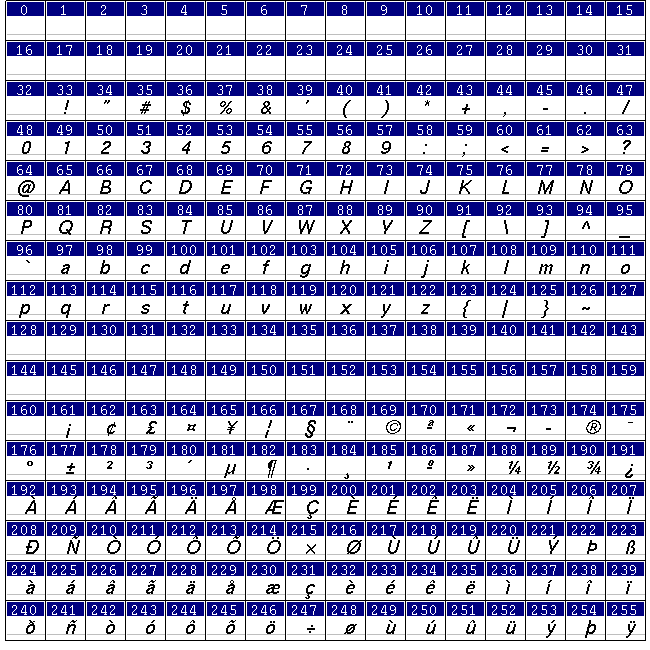 0 1 2 3 4 5 6 7 8 9 10 11 12 13 14 15
16 17 18 19 20 21 22 23 24 25 26 27 28 29 30 31
32 33 34 35 36 37 38 39 40 41 42 43 44 45 46 47
! " # $ % & ' ( ) * + , - . /
48 49 50 51 52 53 54 55 56 57 58 59 60 61 62 63
0 1 2 3 4 5 6 7 8 9 : ; < = > ?
64 65 66 67 68 69 70 71 72 73 74 75 76 77 78 79
@ A B C D E F G H I J K L M N O
80 81 82 83 84 85 86 87 88 89 90 91 92 93 94 95
P Q R S T U V W X Y Z [ \ ] ^ _
96 97 98 99 100 101 102 103 104 105 106 107 108 109 110 111
` a b c d e f g h i j k l m n o
112 113 114 115 116 117 118 119 120 121 122 123 124 125 126 127
p q r s t u v w x y z { | } ~
128 129 130 131 132 133 134 135 136 137 138 139 140 141 142 143
144 145 146 147 148 149 150 151 152 153 154 155 156 157 158 159
160 161 162 163 164 165 166 167 168 169 170 171 172 173 174 175
¡ ¢ £ ¤ ¥ ¦ § ¨ © ª « ¬ - ® ¯
176 177 178 179 180 181 182 183 184 185 186 187 188 189 190 191
° ± ² ³ ´ µ ¶ · ¸ ¹ º » ¼ ½ ¾ ¿
192 193 194 195 196 197 198 199 200 201 202 203 204 205 206 207
À Á Â Ã Ä Å Æ Ç È É Ê Ë Ì Í Î Ï
208 209 210 211 212 213 214 215 216 217 218 219 220 221 222 223
Ð Ñ Ò Ó Ô Õ Ö × Ø Ù Ú Û Ü Ý Þ ß
224 225 226 227 228 229 230 231 232 233 234 235 236 237 238 239
à á â ã ä å æ ç è é ê ë ì í î ï
240 241 242 243 244 245 246 247 248 249 250 251 252 253 254 255
ð ñ ò ó ô õ ö ÷ ø ù ú û ü ý þ ÿ